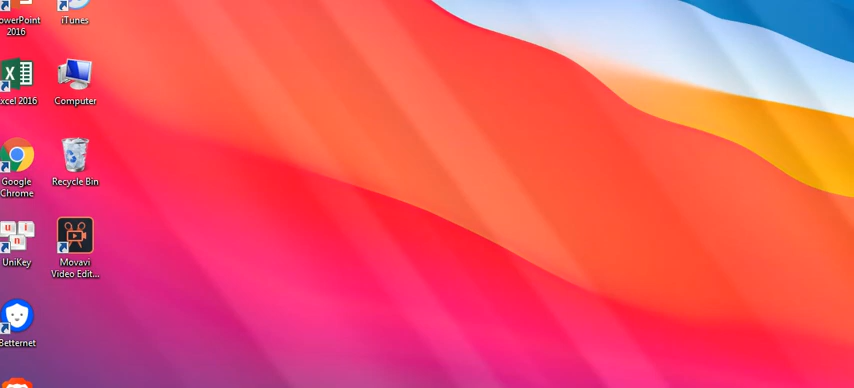 owerPoint
2016
iTunes
xcel 2016
Computer
Google
Chrome
Recycle Bin
u i
n
UniKey
Movavi
Video Edit...
Betternet